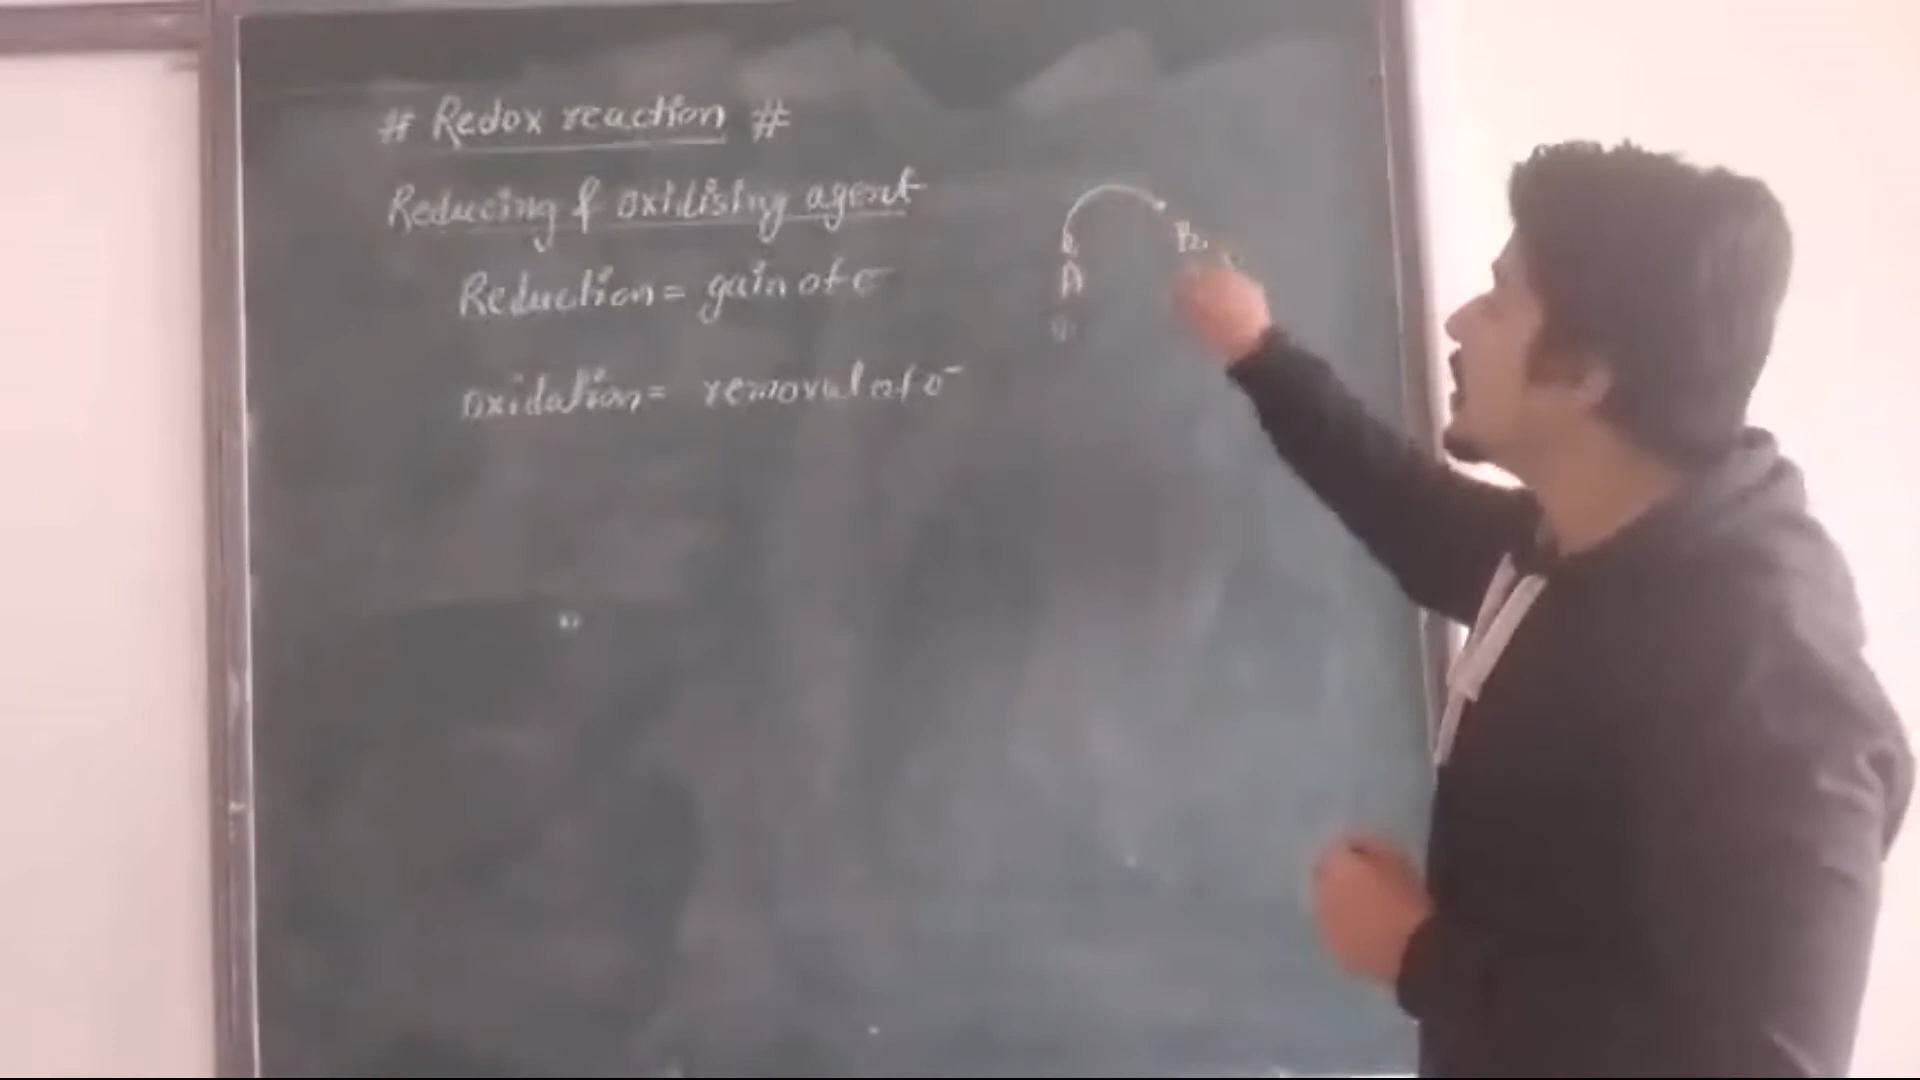 # Redox reaction #
Reducing & oxidising agent
Reduction = gain of e⁻
oxidation = removal of e⁻
e
A